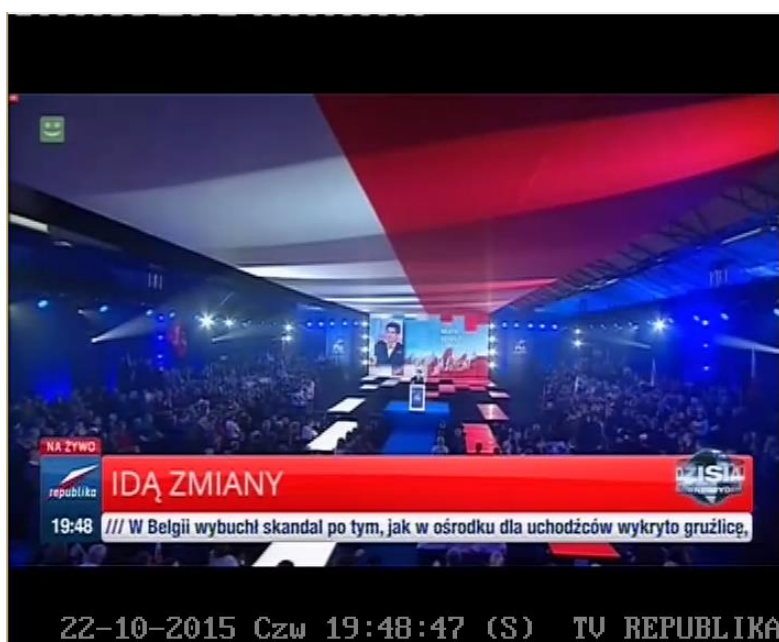 NA ŻYWO
republika
IDĄ ZMIANY
19:48
/// W Belgii wybuchł skandal po tym, jak w ośrodku dla uchodźców wykryto gruźlicę,
22-10-2015 Czw 19:48:47 (S) TV REPUBLIKA